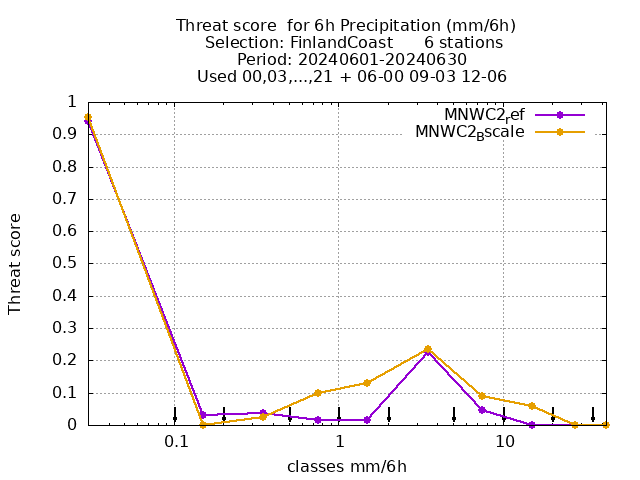 Threat score  for 6h Precipitation (mm/6h)
Selection: FinlandCoast      6 stations
Period: 20240601-20240630
Used 00,03,...,21 + 06-00 09-03 12-06
MNWC2ref
MNWC2Bscale
1
0.9
0.8
0.7
0.6
0.5
0.4
0.3
0.2
0.1
0
Threat score
0.1 1 10
classes mm/6h